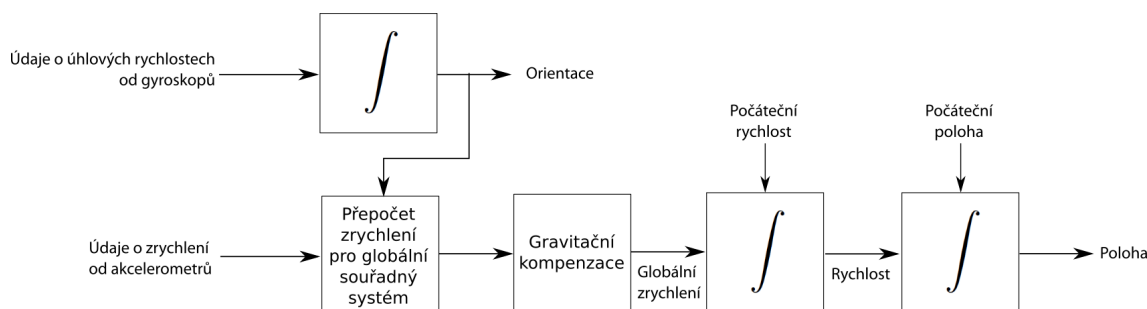 Údaje o úhlových rychlostech
od gyroskopů
∫
Orientace
Počáteční
rychlost
Počáteční
poloha
Údaje o zrychlení
od akcelerometrů
Přepočet
zrychlení
pro globální
souřadný
systém
Gravitační
kompenzace
Globální
zrychlení
∫
Rychlost
∫
Poloha